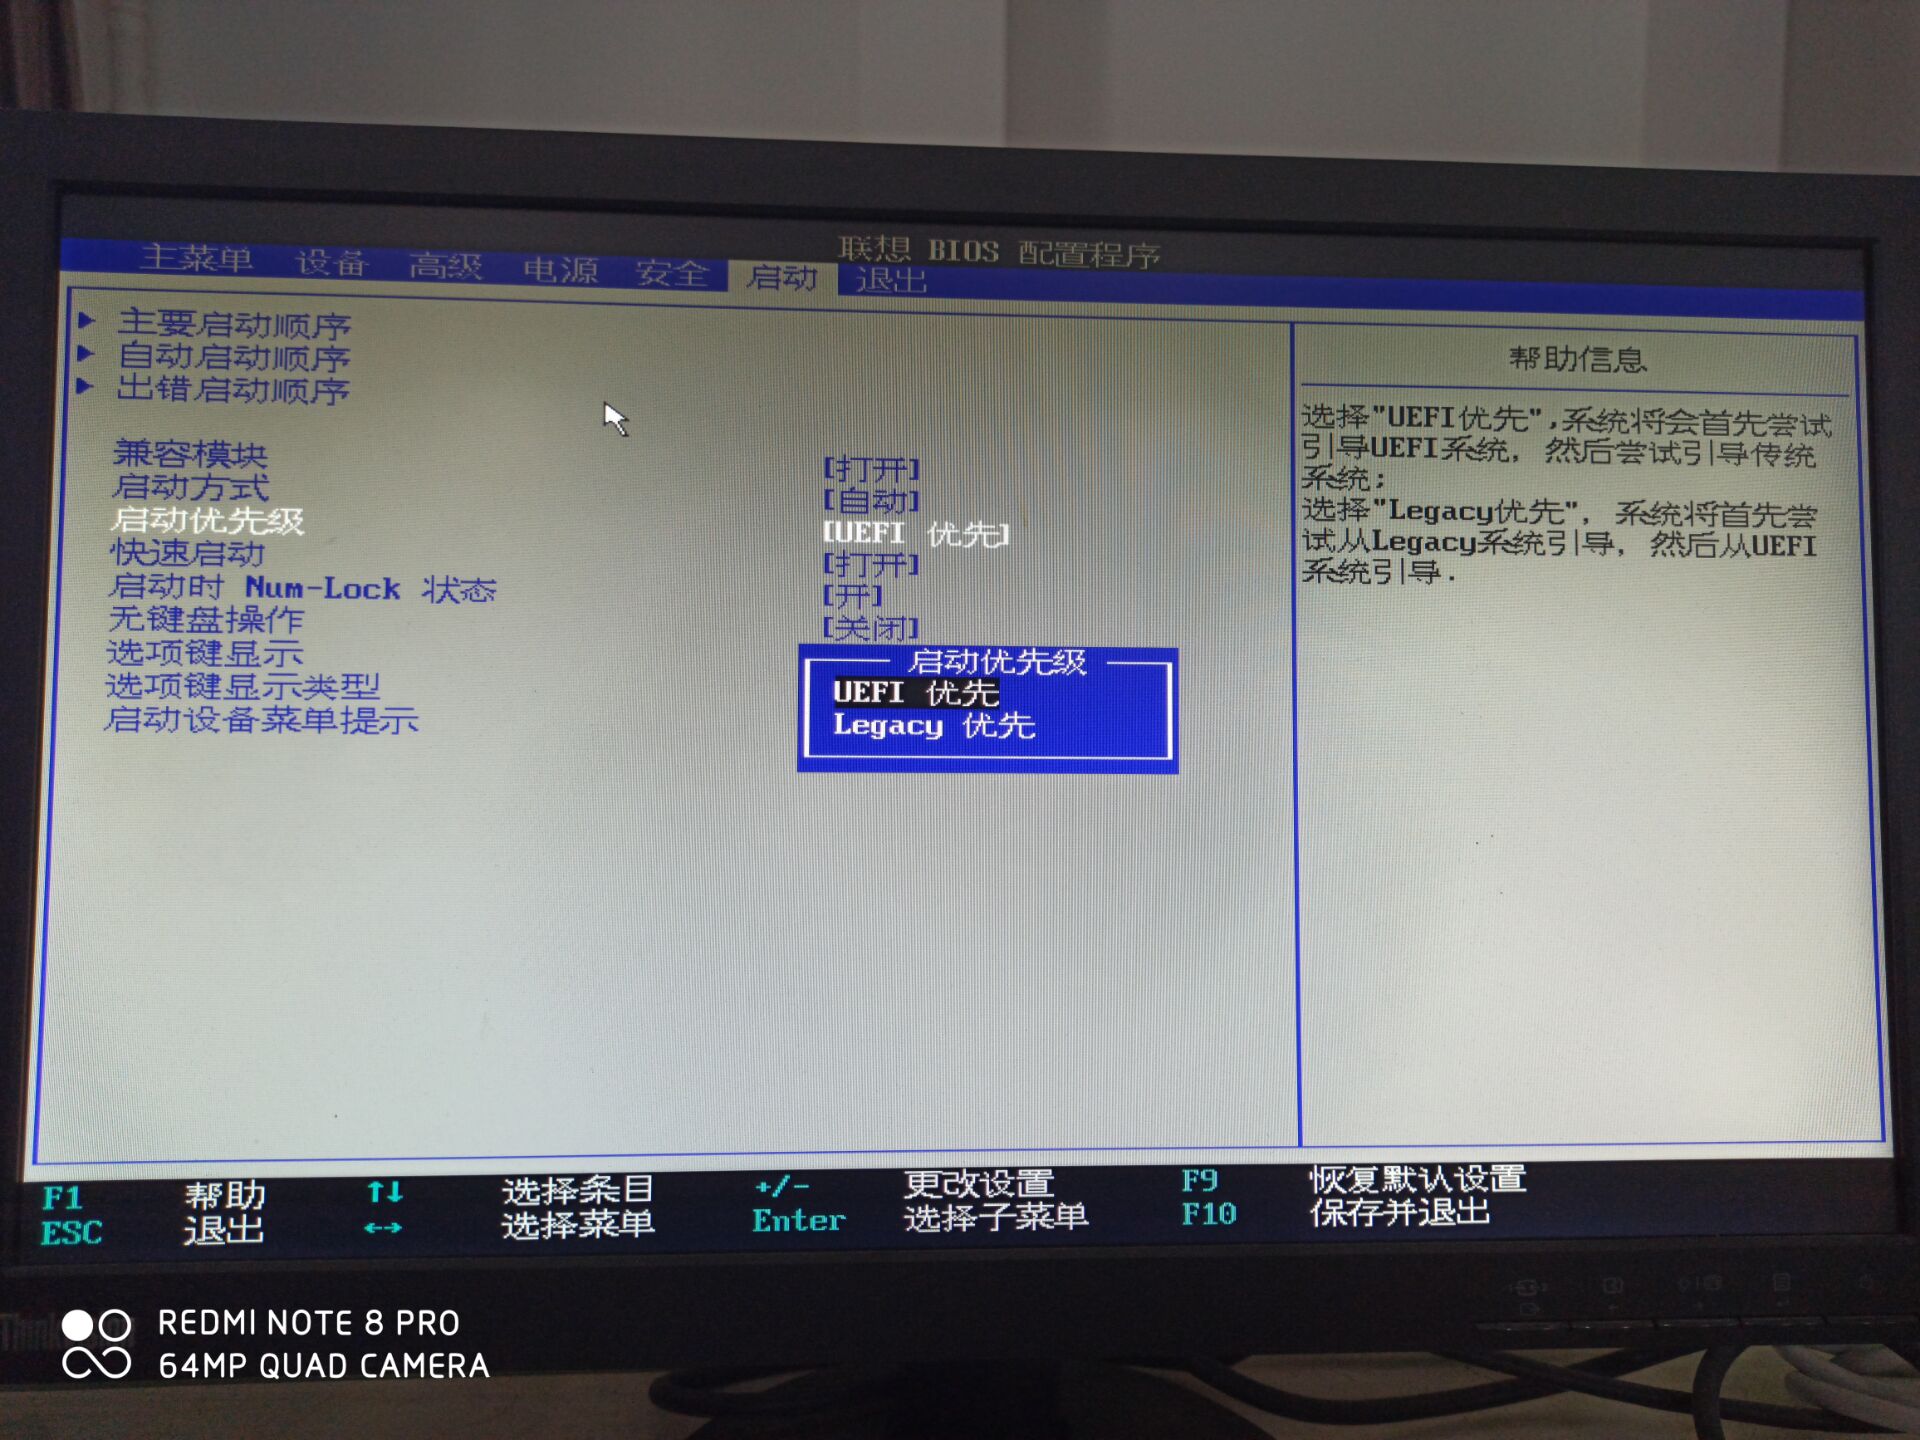 联想 BIOS 配置程序
主菜单 设备 高级 电源 安全 启动 退出
主要启动顺序
自动启动顺序
出错启动顺序
兼容模块 [打开]
启动方式 [自动]
启动优先级 [UEFI 优先]
快速启动 [打开]
启动时 Num-Lock 状态 [开]
无键盘操作 [关闭]
选项键显示
选项键显示类型
启动设备菜单提示
启动优先级
UEFI 优先
Legacy 优先
帮助信息
选择"UEFI优先",系统将会首先尝试
引导UEFI系统, 然后尝试引导传统
系统;
选择"Legacy优先", 系统将首先尝
试从Legacy系统引导, 然后从UEFI
系统引导.
F1 帮助 ↑↓ 选择条目 +/- 更改设置 F9 恢复默认设置
ESC 退出 ←→ 选择菜单 Enter 选择子菜单 F10 保存并退出
REDMI NOTE 8 PRO
64MP QUAD CAMERA